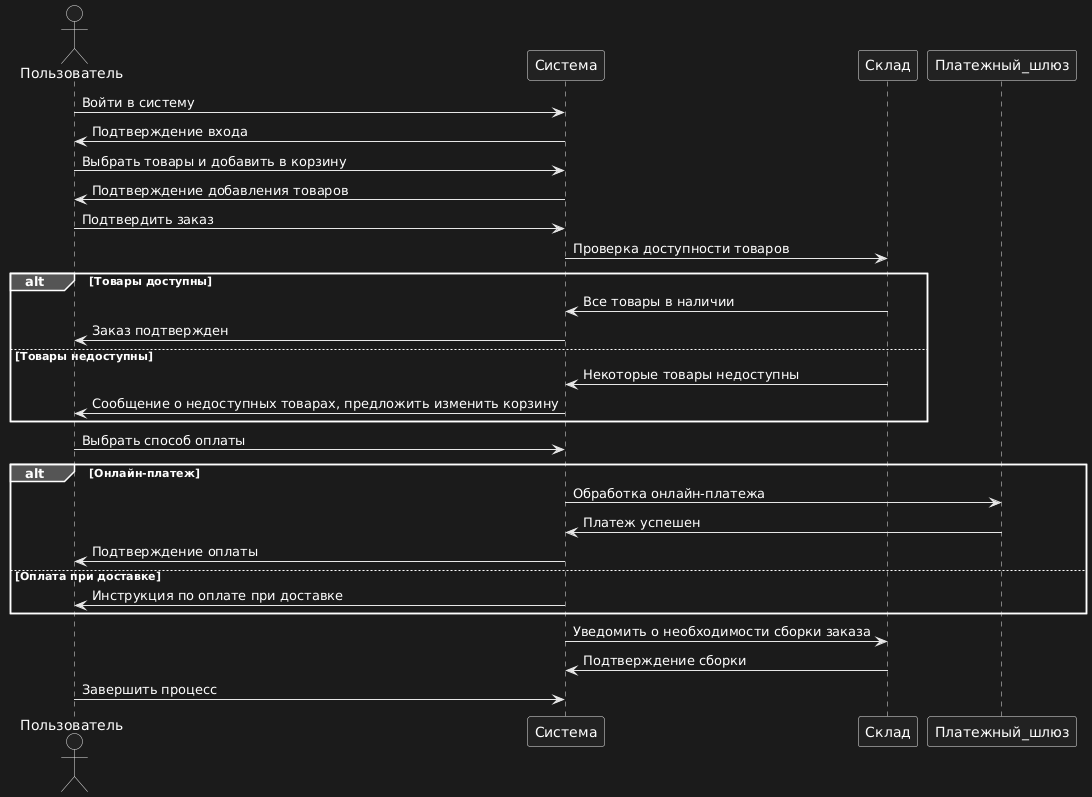 Пользователь
Система
Склад
Платежный_шлюз
Войти в систему
Подтверждение входа
Выбрать товары и добавить в корзину
Подтверждение добавления товаров
Подтвердить заказ
Проверка доступности товаров
alt
[Товары доступны]
Все товары в наличии
Заказ подтвержден
[Товары недоступны]
Некоторые товары недоступны
Сообщение о недоступных товарах, предложить изменить корзину
Выбрать способ оплаты
alt
[Онлайн-платеж]
Обработка онлайн-платежа
Платеж успешен
Подтверждение оплаты
[Оплата при доставке]
Инструкция по оплате при доставке
Уведомить о необходимости сборки заказа
Подтверждение сборки
Завершить процесс
Пользователь
Система
Склад
Платежный_шлюз